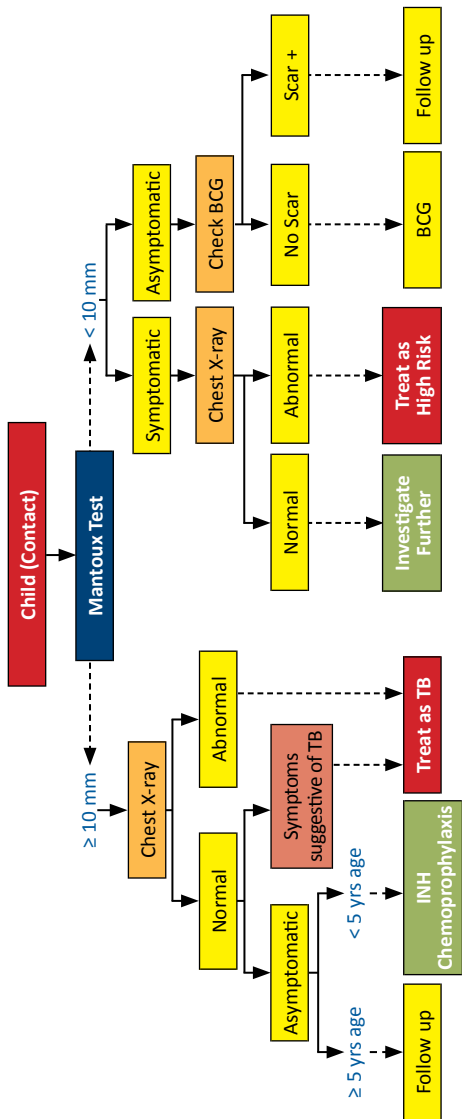 Child (Contact)
Mantoux Test
≥ 10 mm
< 10 mm
Chest X-ray
Symptomatic
Asymptomatic
Normal
Abnormal
Chest X-ray
Check BCG
Asymptomatic
Symptoms
suggestive of TB
Normal
Abnormal
No Scar
Scar +
≥ 5 yrs age
< 5 yrs age
Follow up
INH
Chemoprophylaxis
Treat as TB
Investigate
Further
Treat as
High Risk
BCG
Follow up